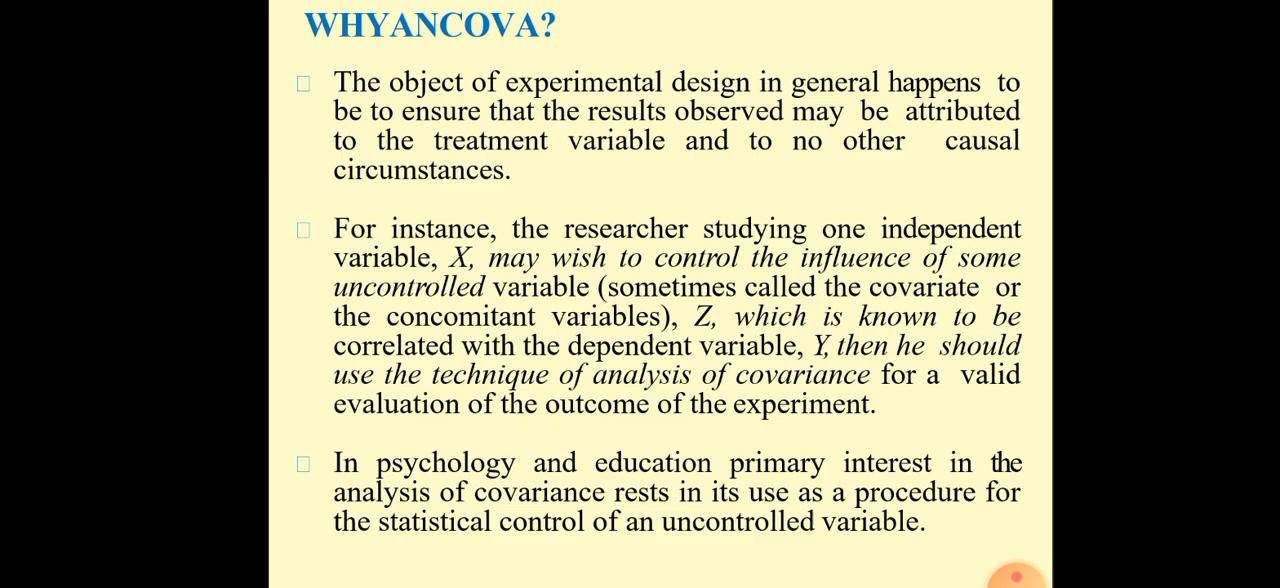 WHYANCOVA?
The object of experimental design in general happens to
be to ensure that the results observed may be attributed
to the treatment variable and to no other causal
circumstances.
For instance, the researcher studying one independent
variable, X, may wish to control the influence of some
uncontrolled variable (sometimes called the covariate or
the concomitant variables), Z, which is known to be
correlated with the dependent variable, Y, then he should
use the technique of analysis of covariance for a valid
evaluation of the outcome of the experiment.
In psychology and education primary interest in the
analysis of covariance rests in its use as a procedure for
the statistical control of an uncontrolled variable.